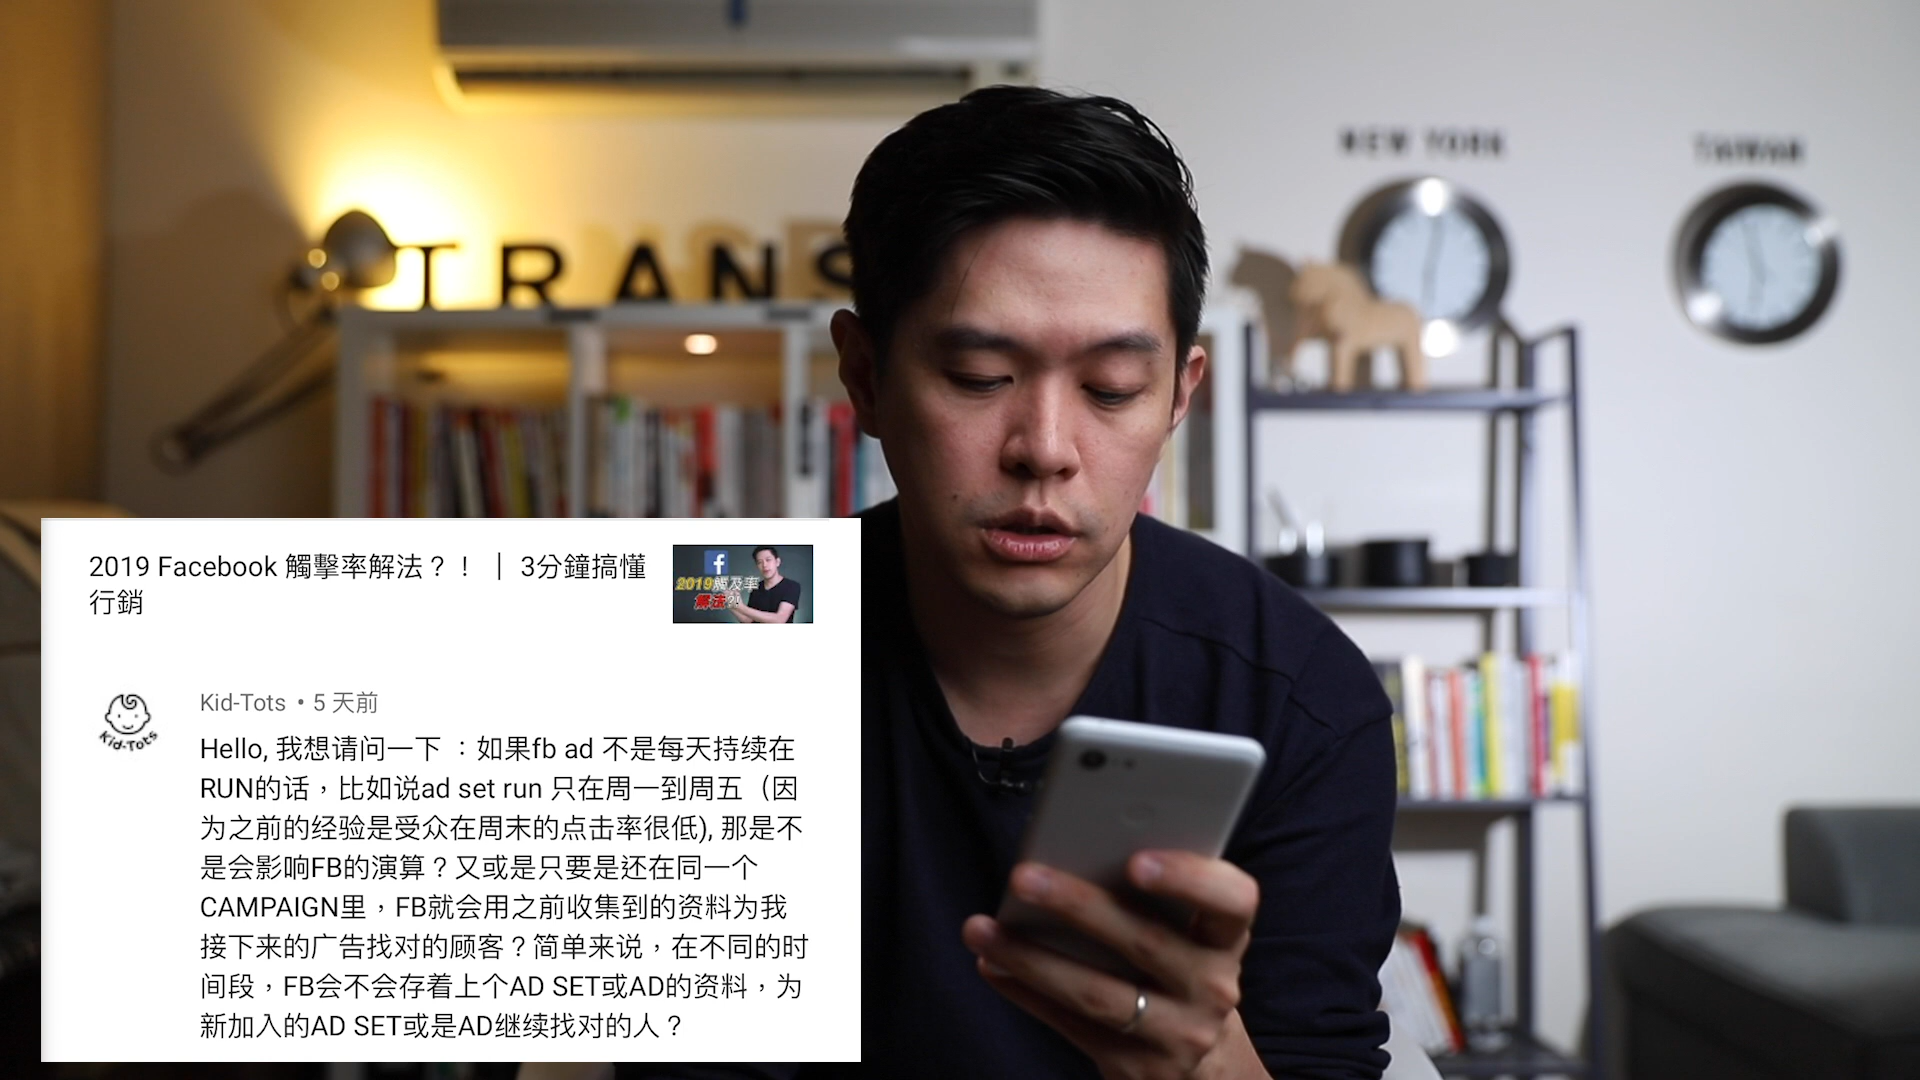 NEW YORK
TAIWAN
TRANS
2019 Facebook 觸擊率解法？！ ｜ 3分鐘搞懂
行銷
2019觸及率
解法?!
Kid-Tots • 5 天前
Kid-Tots
Hello, 我想请问一下 ：如果fb ad 不是每天持续在
RUN的话，比如说ad set run 只在周一到周五（因
为之前的经验是受众在周末的点击率很低), 那是不
是会影响FB的演算？又或是只要是还在同一个
CAMPAIGN里，FB就会用之前收集到的资料为我
接下来的广告找对的顾客？简单来说，在不同的时
间段，FB会不会存着上个AD SET或AD的资料，为
新加入的AD SET或是AD继续找对的人？